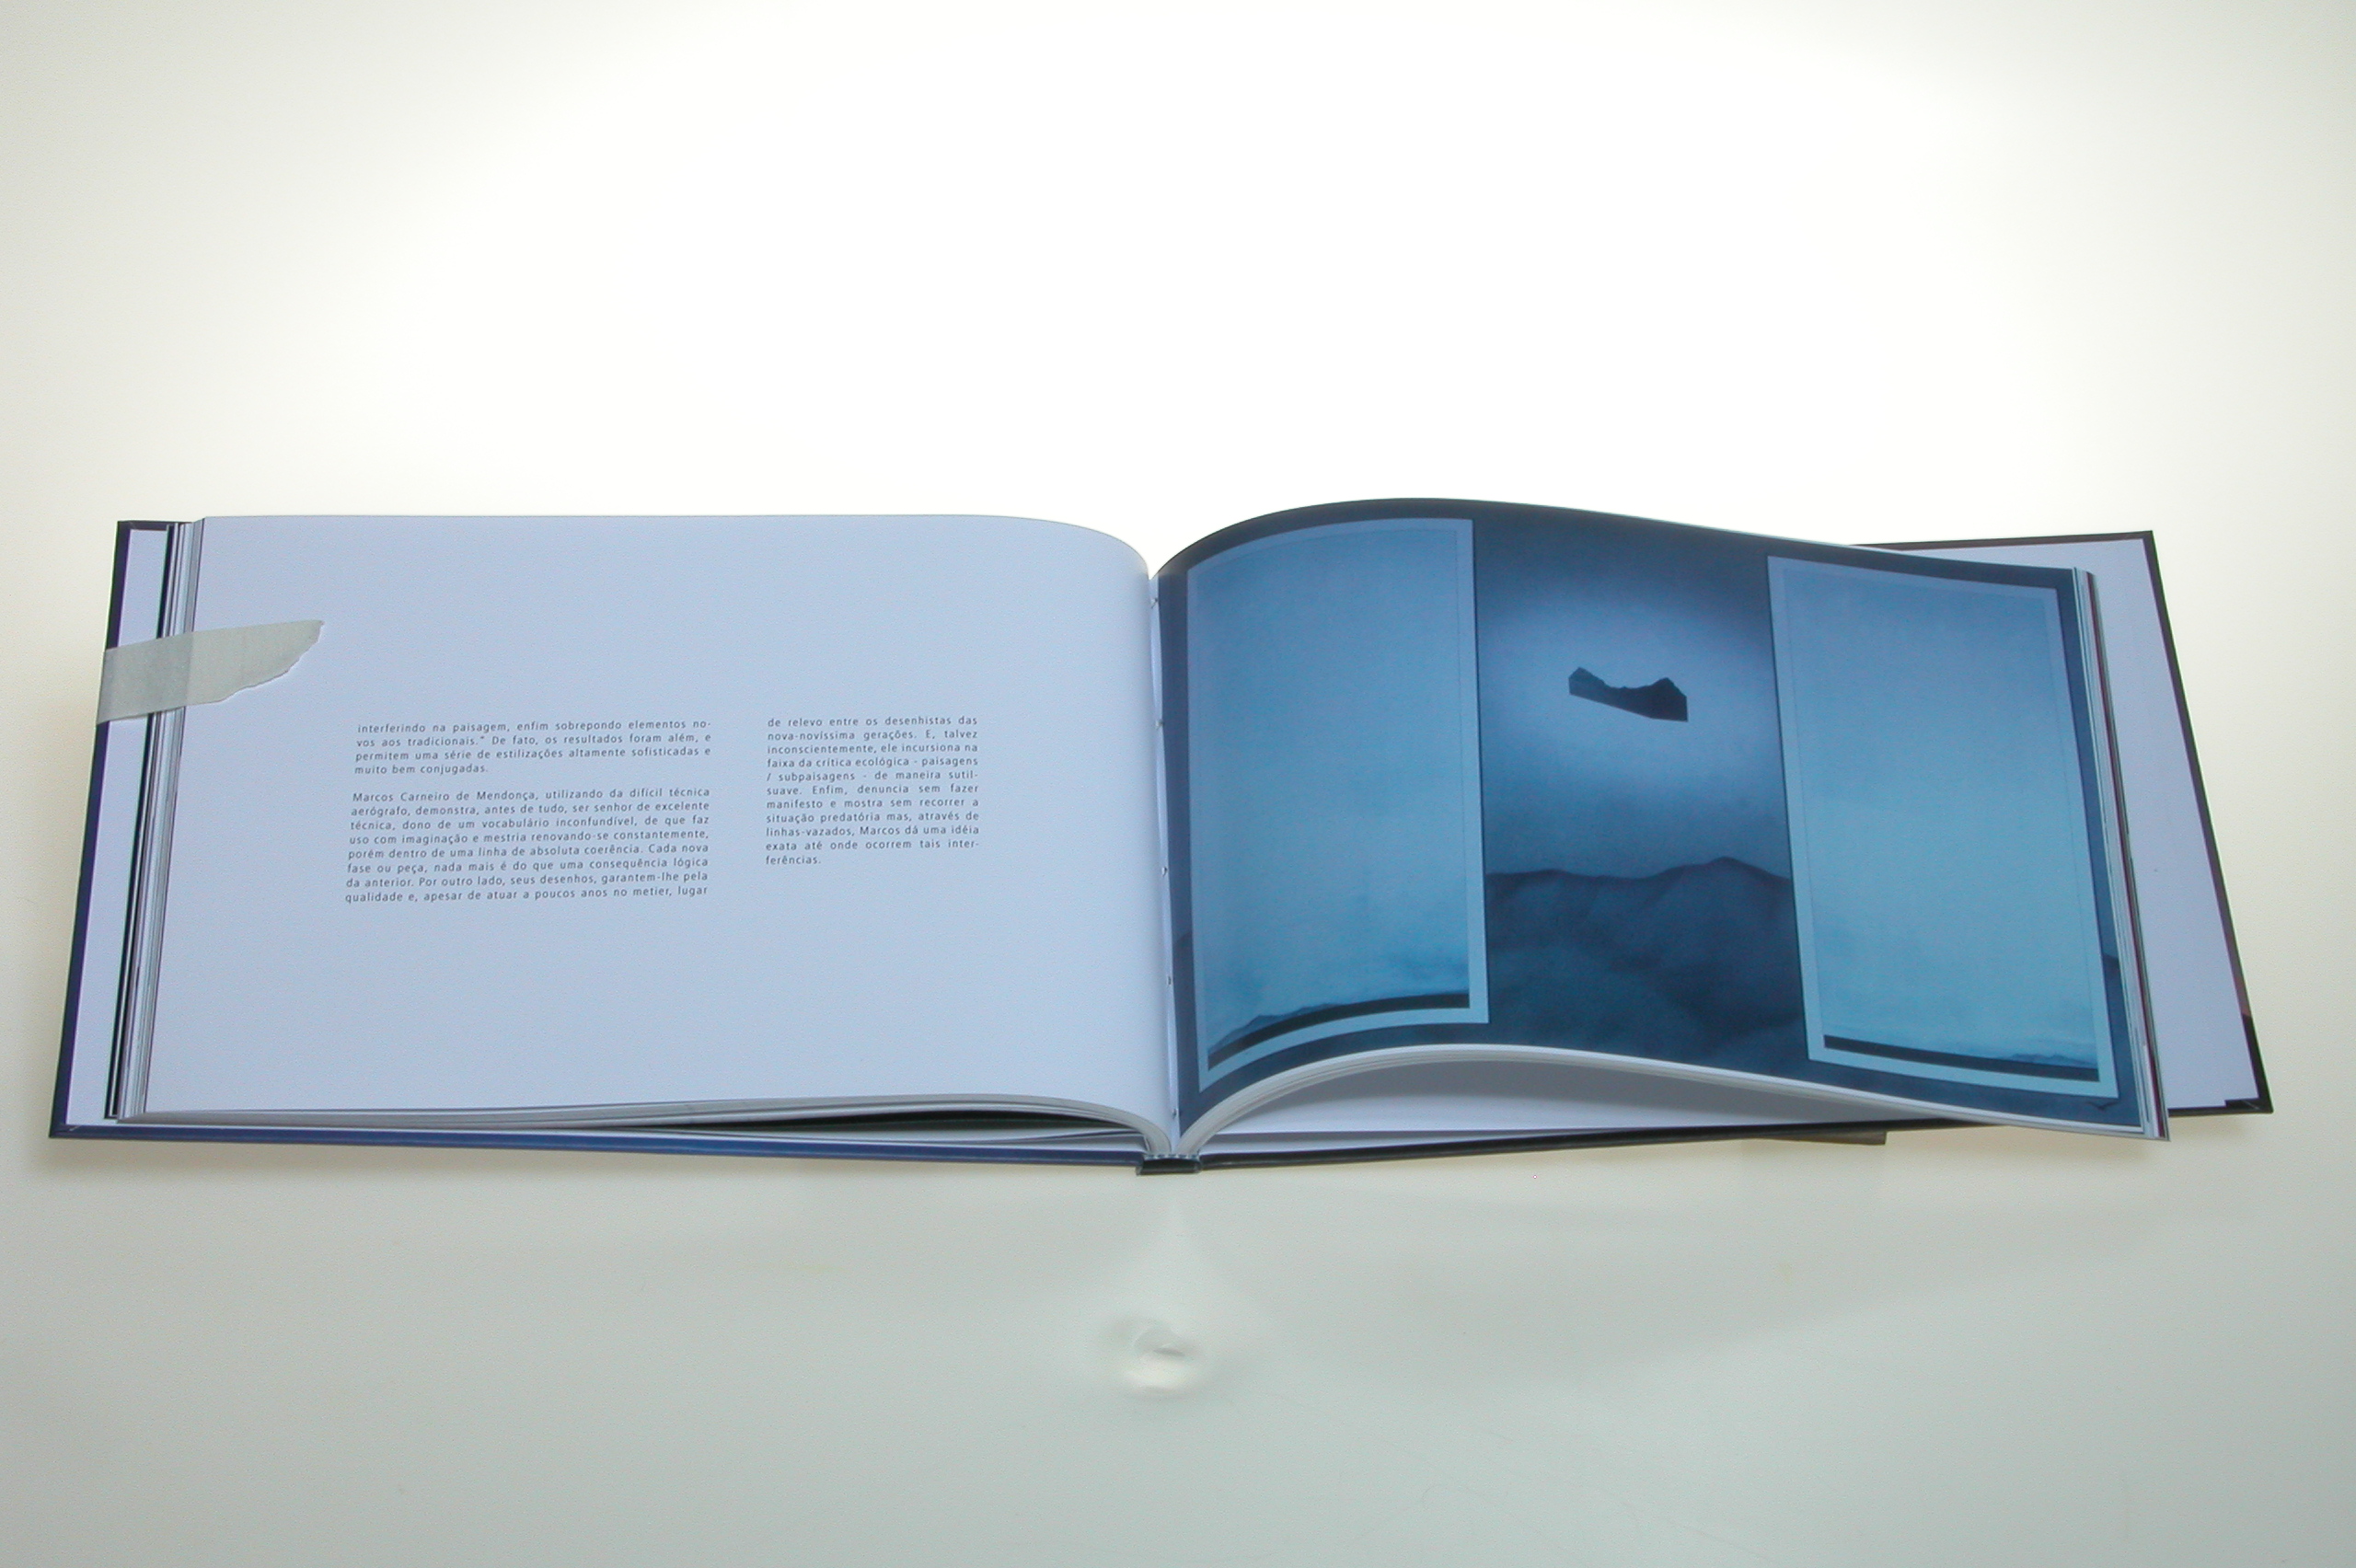 interferindo na paisagem, enfim sobrepondo elementos no-
vos aos tradicionais." De fato, os resultados foram além, e
permitem uma série de estilizações altamente sofisticadas e
muito bem conjugadas.
Marcos Carneiro de Mendonça, utilizando da difícil técnica
aerógrafo, demonstra, antes de tudo, ser senhor de excelente
técnica, dono de um vocabulário inconfundível, de que faz
uso com imaginação e mestria renovando-se constantemente,
porém dentro de uma linha de absoluta coerência. Cada nova
fase ou peça, nada mais é do que uma consequência lógica
da anterior. Por outro lado, seus desenhos, garantem-lhe pela
qualidade e, apesar de atuar a poucos anos no metier, lugar
de relevo entre os desenhistas das
nova-novíssima gerações. E, talvez
inconscientemente, ele incursiona na
faixa da crítica ecológica - paisagens
/ subpaisagens - de maneira sutil-
suave. Enfim, denuncia sem fazer
manifesto e mostra sem recorrer a
situação predatória mas, através de
linhas-vazados, Marcos dá uma idéia
exata até onde ocorrem tais inter-
ferências.